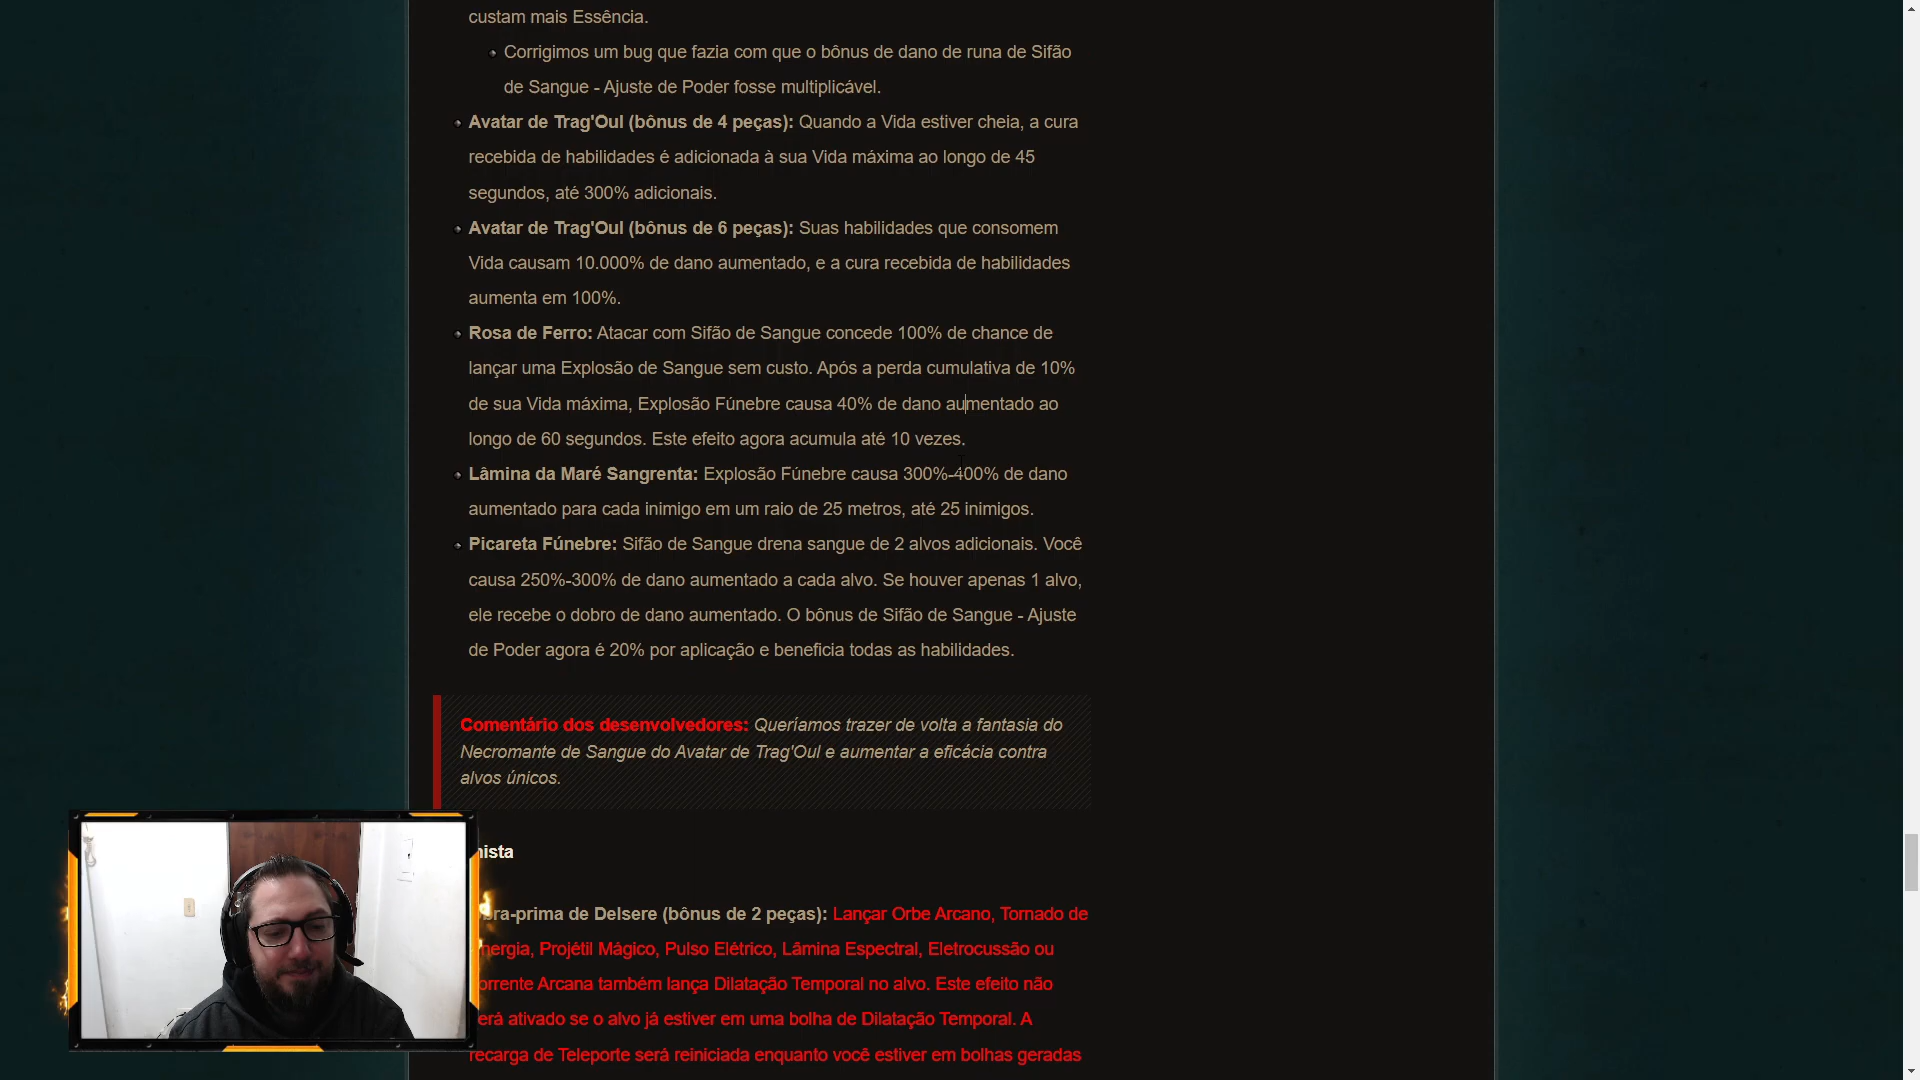 custam mais Essência.
Corrigimos um bug que fazia com que o bônus de dano de runa de Sifão
de Sangue - Ajuste de Poder fosse multiplicável.
Avatar de Trag'Oul (bônus de 4 peças): Quando a Vida estiver cheia, a cura
recebida de habilidades é adicionada à sua Vida máxima ao longo de 45
segundos, até 300% adicionais.
Avatar de Trag'Oul (bônus de 6 peças): Suas habilidades que consomem
Vida causam 10.000% de dano aumentado, e a cura recebida de habilidades
aumenta em 100%.
Rosa de Ferro: Atacar com Sifão de Sangue concede 100% de chance de
lançar uma Explosão de Sangue sem custo. Após a perda cumulativa de 10%
de sua Vida máxima, Explosão Fúnebre causa 40% de dano aumentado ao
longo de 60 segundos. Este efeito agora acumula até 10 vezes.
Lâmina da Maré Sangrenta: Explosão Fúnebre causa 300%-400% de dano
aumentado para cada inimigo em um raio de 25 metros, até 25 inimigos.
Picareta Fúnebre: Sifão de Sangue drena sangue de 2 alvos adicionais. Você
causa 250%-300% de dano aumentado a cada alvo. Se houver apenas 1 alvo,
ele recebe o dobro de dano aumentado. O bônus de Sifão de Sangue - Ajuste
de Poder agora é 20% por aplicação e beneficia todas as habilidades.
Comentário dos desenvolvedores: Queríamos trazer de volta a fantasia do
Necromante de Sangue do Avatar de Trag'Oul e aumentar a eficácia contra
alvos únicos.
nista
bra-prima de Delsere (bônus de 2 peças): Lançar Orbe Arcano, Tornado de
nergia, Projétil Mágico, Pulso Elétrico, Lâmina Espectral, Eletrocussão ou
orrente Arcana também lança Dilatação Temporal no alvo. Este efeito não
erá ativado se o alvo já estiver em uma bolha de Dilatação Temporal. A
recarga de Teleporte será reiniciada enquanto você estiver em bolhas geradas